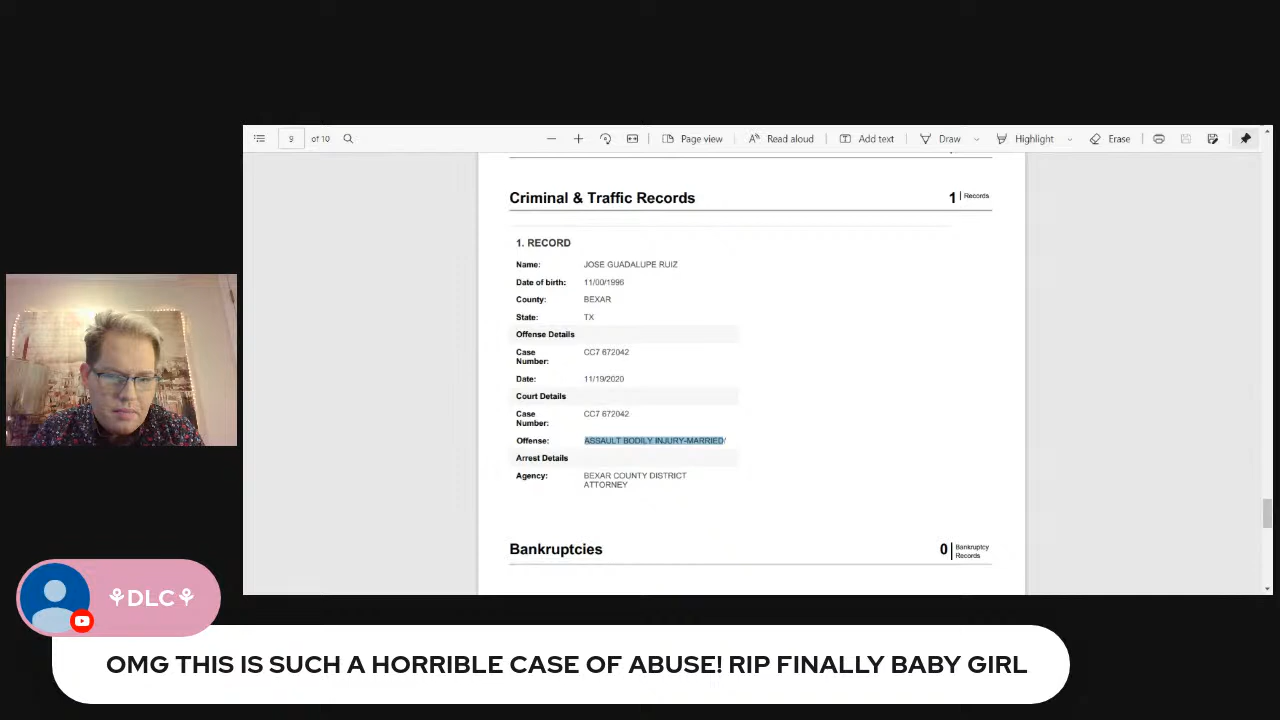 9 of 10
Page view
Read aloud
Add text
Draw
Highlight
Erase
Criminal & Traffic Records
1 | Records
1. RECORD
Name: JOSE GUADALUPE RUIZ
Date of birth: 11/00/1996
County: BEXAR
State: TX
Offense Details
Case Number: CC7 672042
Date: 11/19/2020
Court Details
Case Number: CC7 672042
Offense: ASSAULT BODILY INJURY-MARRIED/
Arrest Details
Agency: BEXAR COUNTY DISTRICT
ATTORNEY
Bankruptcies
0 | Bankruptcy Records
⚘DLC⚘
OMG THIS IS SUCH A HORRIBLE CASE OF ABUSE! RIP FINALLY BABY GIRL